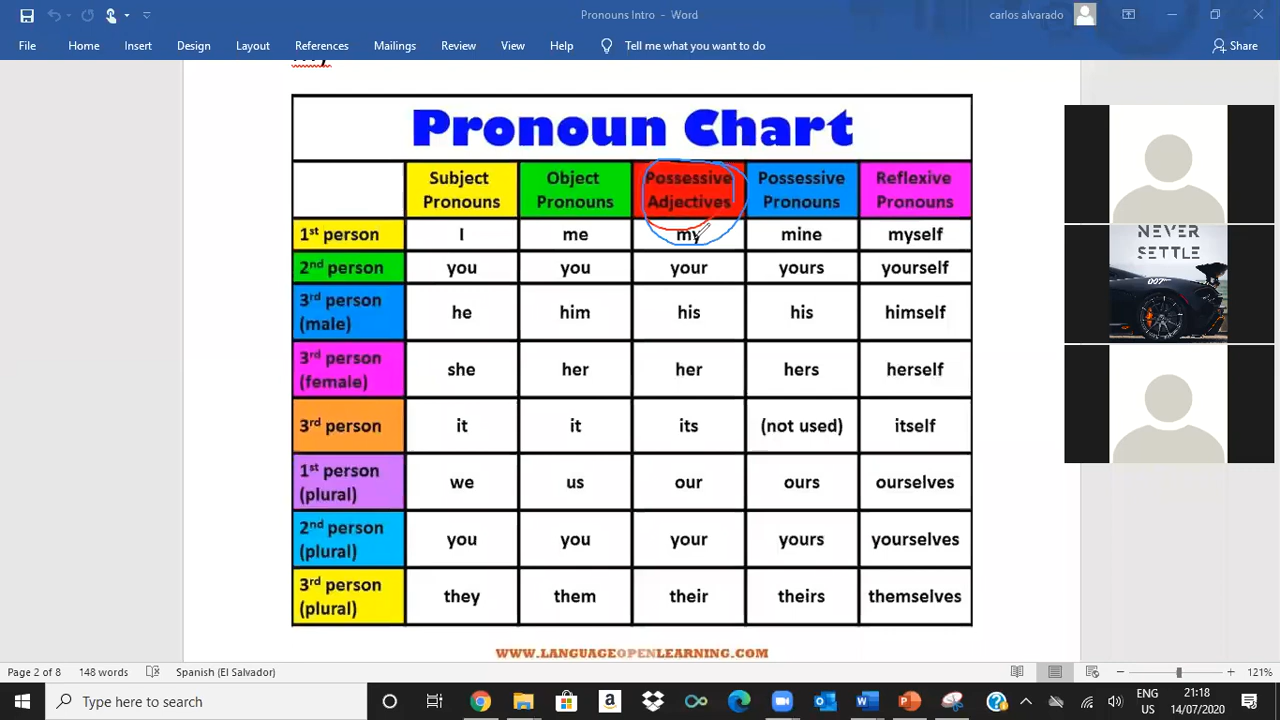 Pronouns Intro - Word
carlos alvarado
File Home Insert Design Layout References Mailings Review View Help Tell me what you want to do Share
Pronoun Chart
Subject Pronouns Object Pronouns Possessive Adjectives Possessive Pronouns Reflexive Pronouns
1st person I me my mine myself
2nd person you you your yours yourself
3rd person (male) he him his his himself
3rd person (female) she her her hers herself
3rd person it it its (not used) itself
1st person (plural) we us our ours ourselves
2nd person (plural) you you your yours yourselves
3rd person (plural) they them their theirs themselves
WWW.LANGUAGEOPENLEARNING.COM
NEVER
SETTLE
Page 2 of 8 148 words Spanish (El Salvador) 121%
Type here to search
ENG 21:18
US 14/07/2020